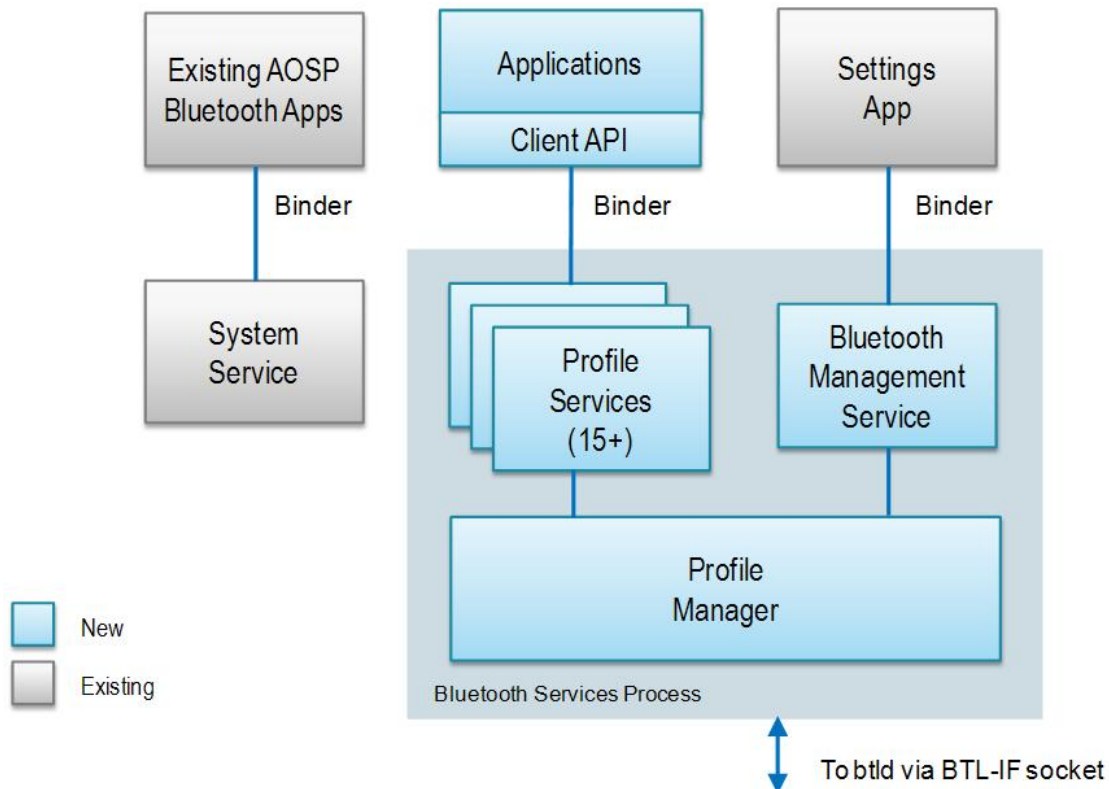 Existing AOSP
Bluetooth Apps
Applications
Client API
Settings
App
Binder
Binder
Binder
System
Service
Profile
Services
(15+)
Bluetooth
Management
Service
Profile
Manager
New
Existing
Bluetooth Services Process
To btld via BTL-IF socket